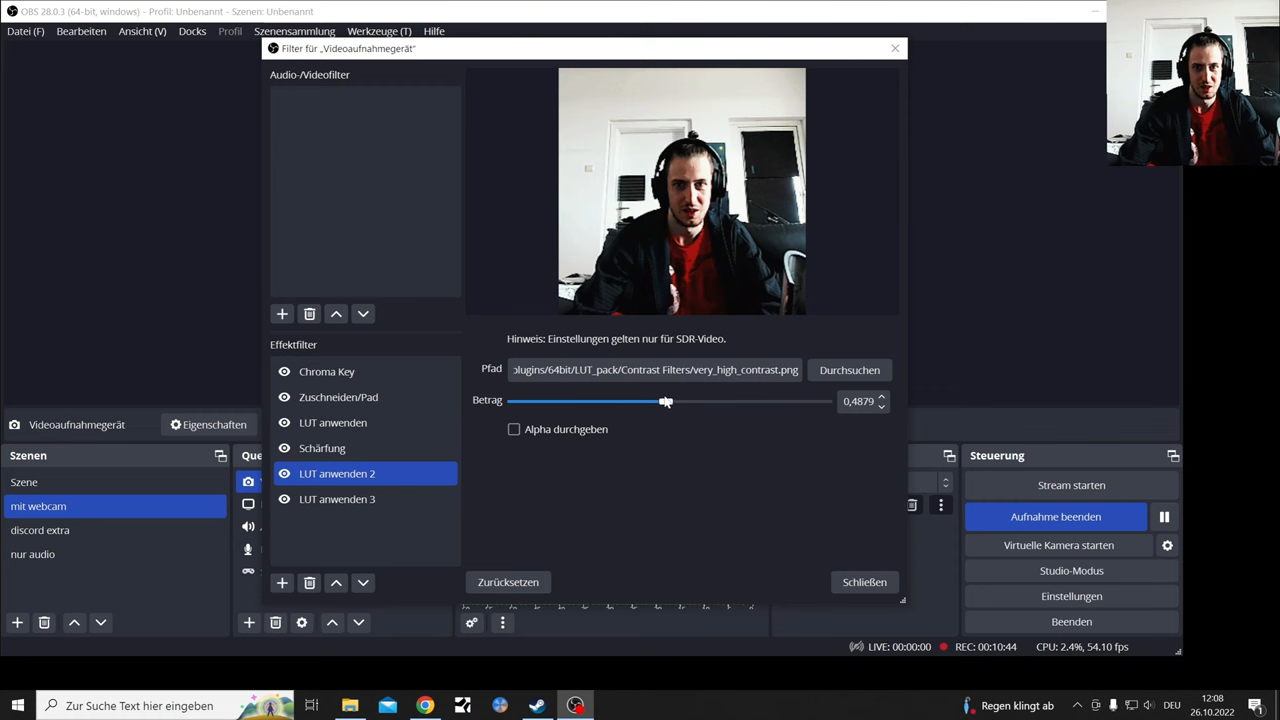 OBS 28.0.3 (64-bit, windows) - Profil: Unbenannt - Szenen: Unbenannt
Datei (F) Bearbeiten Ansicht (V) Docks Profil Szenensammlung Werkzeuge (T) Hilfe
Filter für „Videoaufnahmegerät“
Audio-/Videofilter
Hinweis: Einstellungen gelten nur für SDR-Video.
Effektfilter
Pfad plugins/64bit/LUT_pack/Contrast Filters/very_high_contrast.png Durchsuchen
Chroma Key
Betrag 0,4879
Zuschneiden/Pad
Alpha durchgeben
LUT anwenden
Schärfung
LUT anwenden 2
LUT anwenden 3
Zurücksetzen Schließen
Videoaufnahmegerät Eigenschaften
Szenen
Szene
mit webcam
discord extra
nur audio
Que
Steuerung
Stream starten
Aufnahme beenden
Virtuelle Kamera starten
Studio-Modus
Einstellungen
Beenden
LIVE: 00:00:00 REC: 00:10:44 CPU: 2.4%, 54.10 fps
Zur Suche Text hier eingeben
Regen klingt ab
DEU
12:08
26.10.2022
1